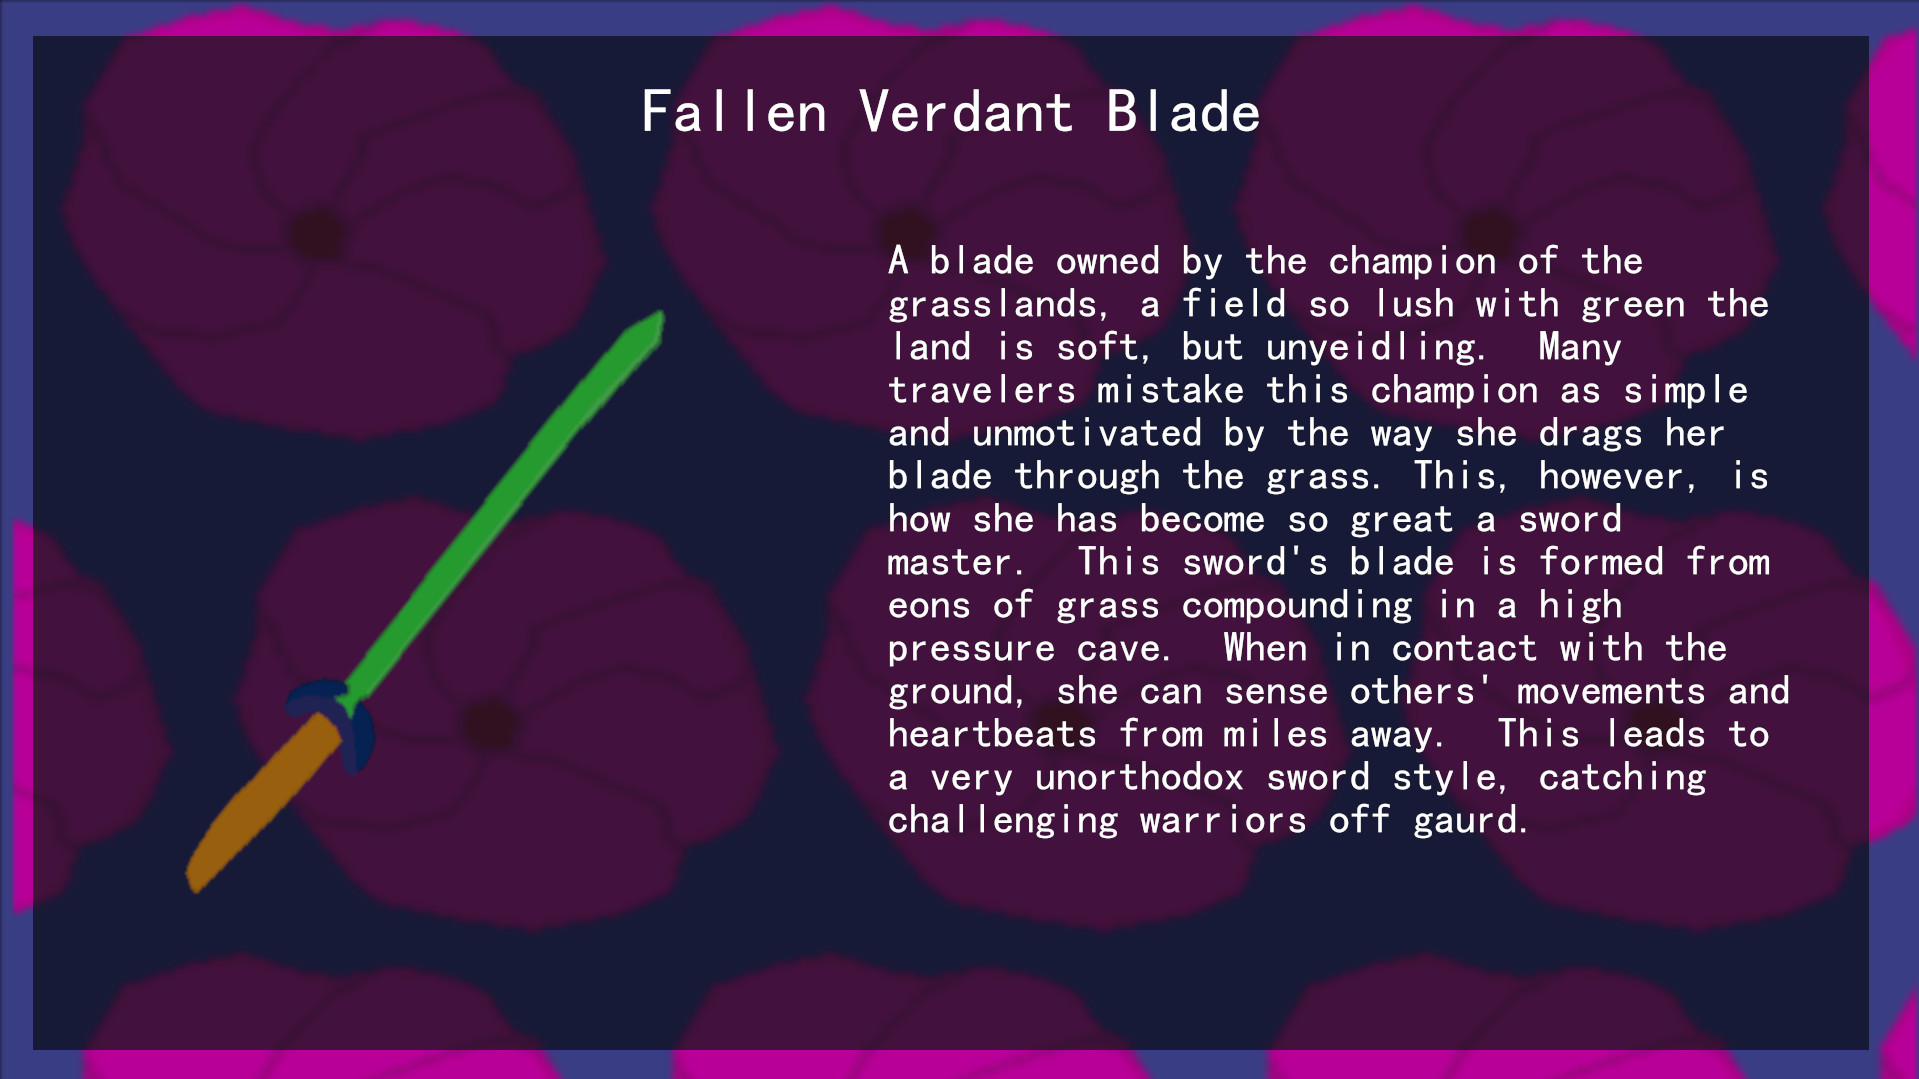 Fallen Verdant Blade
A blade owned by the champion of the
grasslands, a field so lush with green the
land is soft, but unyeidling.  Many
travelers mistake this champion as simple
and unmotivated by the way she drags her
blade through the grass. This, however, is
how she has become so great a sword
master.  This sword's blade is formed from
eons of grass compounding in a high
pressure cave.  When in contact with the
ground, she can sense others' movements and
heartbeats from miles away.  This leads to
a very unorthodox sword style, catching
challenging warriors off gaurd.